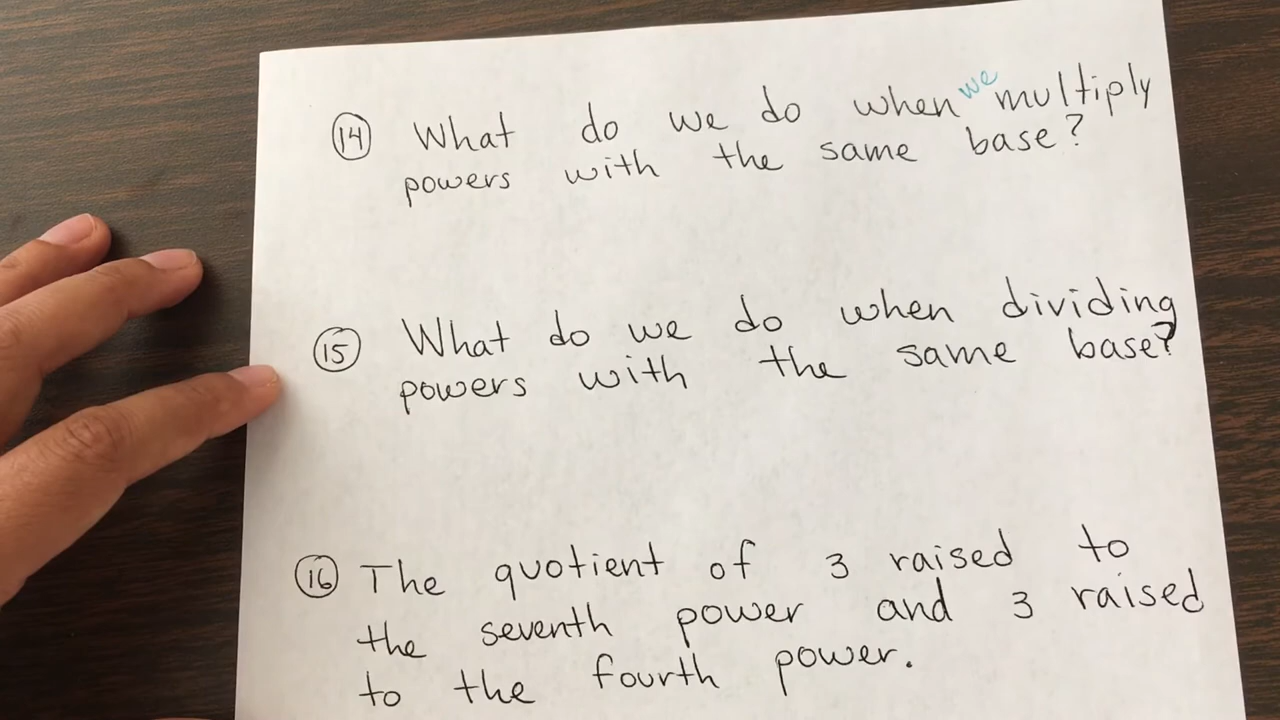 14 What do we do when we multiply
powers with the same base?
15 What do we do when dividing
powers with the same base?
16 The quotient of 3 raised to
the seventh power and 3 raised
to the fourth power.